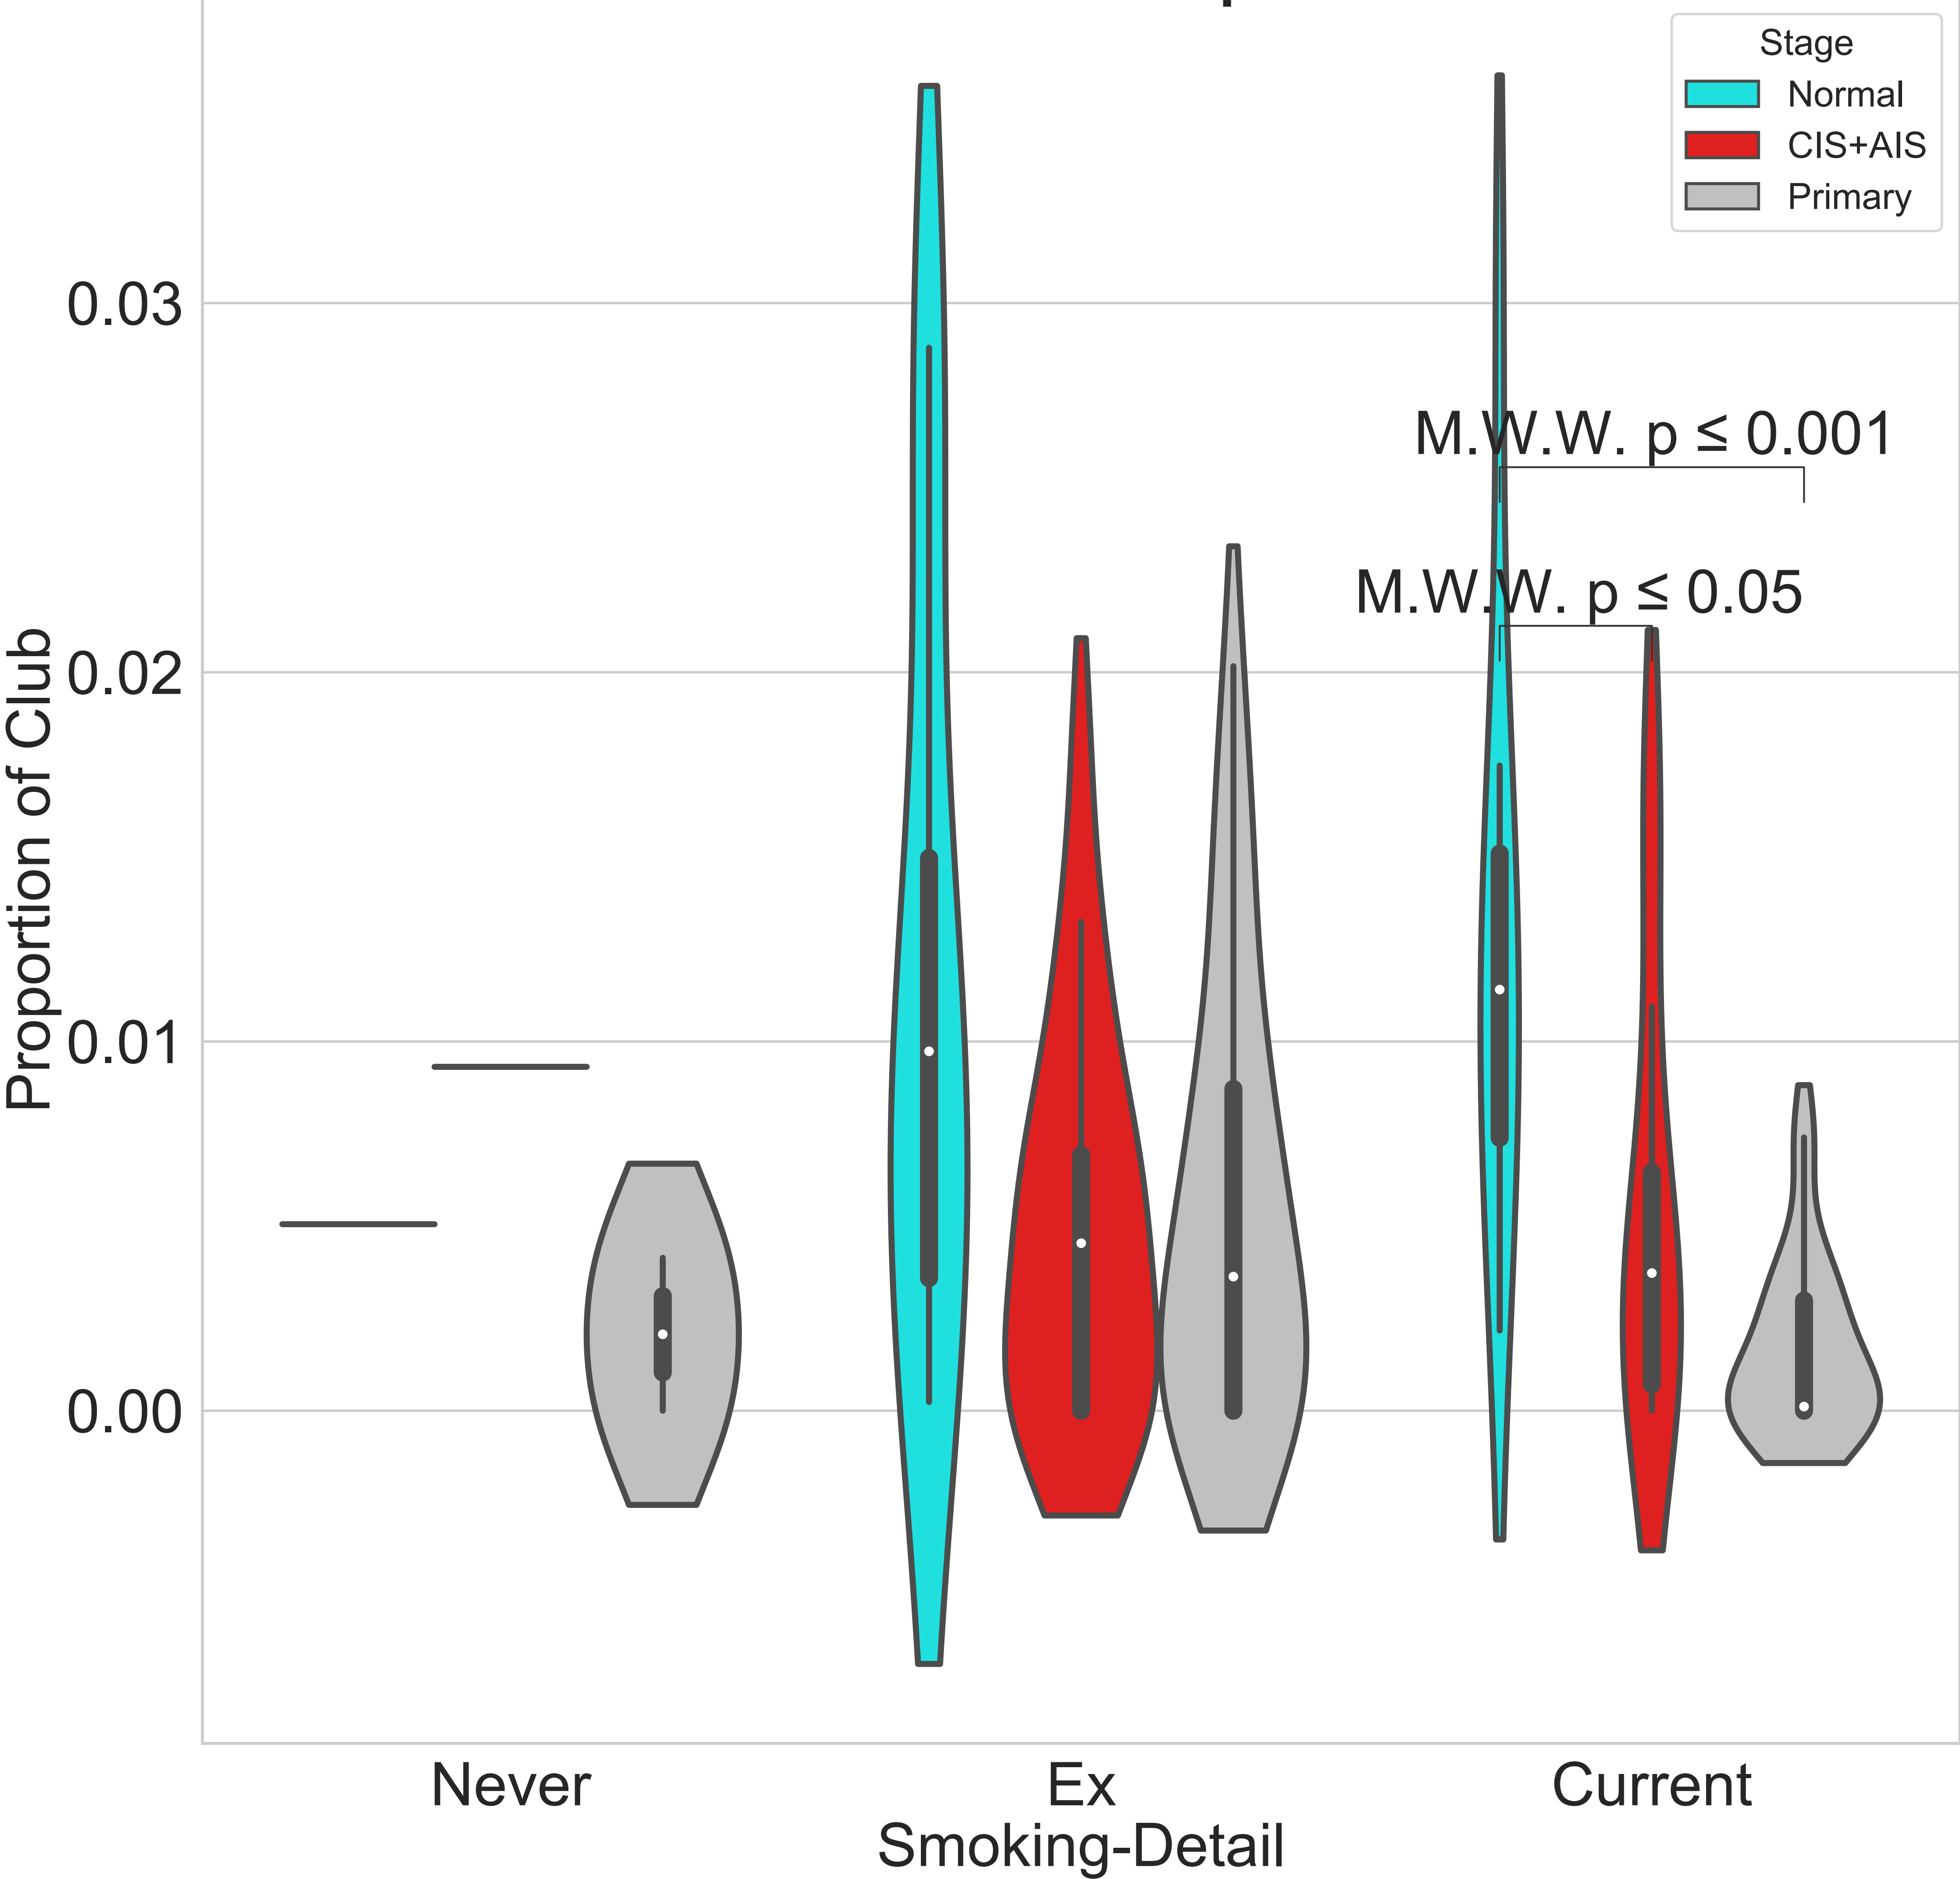 Stage
Normal
CIS+AIS
Primary
0.03
0.02
0.01
0.00
Proportion of Club
M.W.W. p ≤ 0.001
M.W.W. p ≤ 0.05
Never
Ex
Current
Smoking-Detail